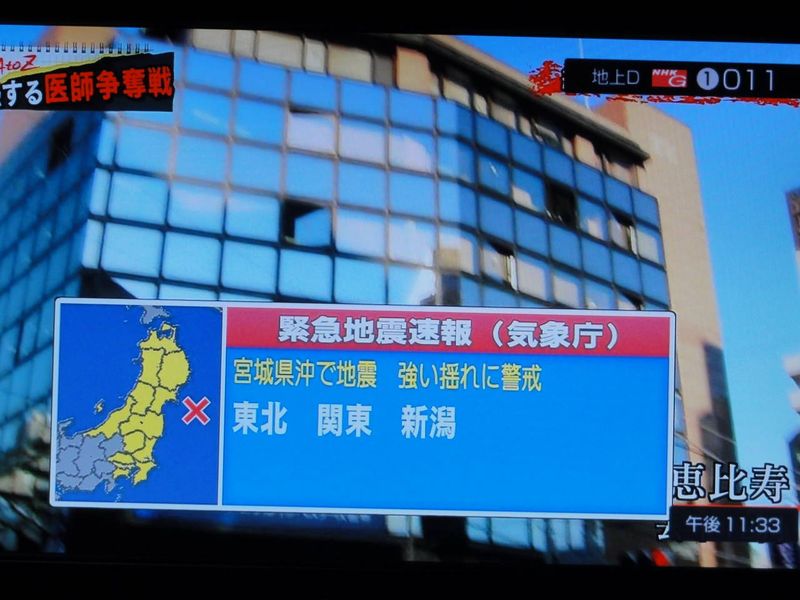 AtoZ
する医師争奪戦
地上D NHK G 1 011
緊急地震速報（気象庁）
宮城県沖で地震 強い揺れに警戒
東北 関東 新潟
恵比寿
午後 11:33